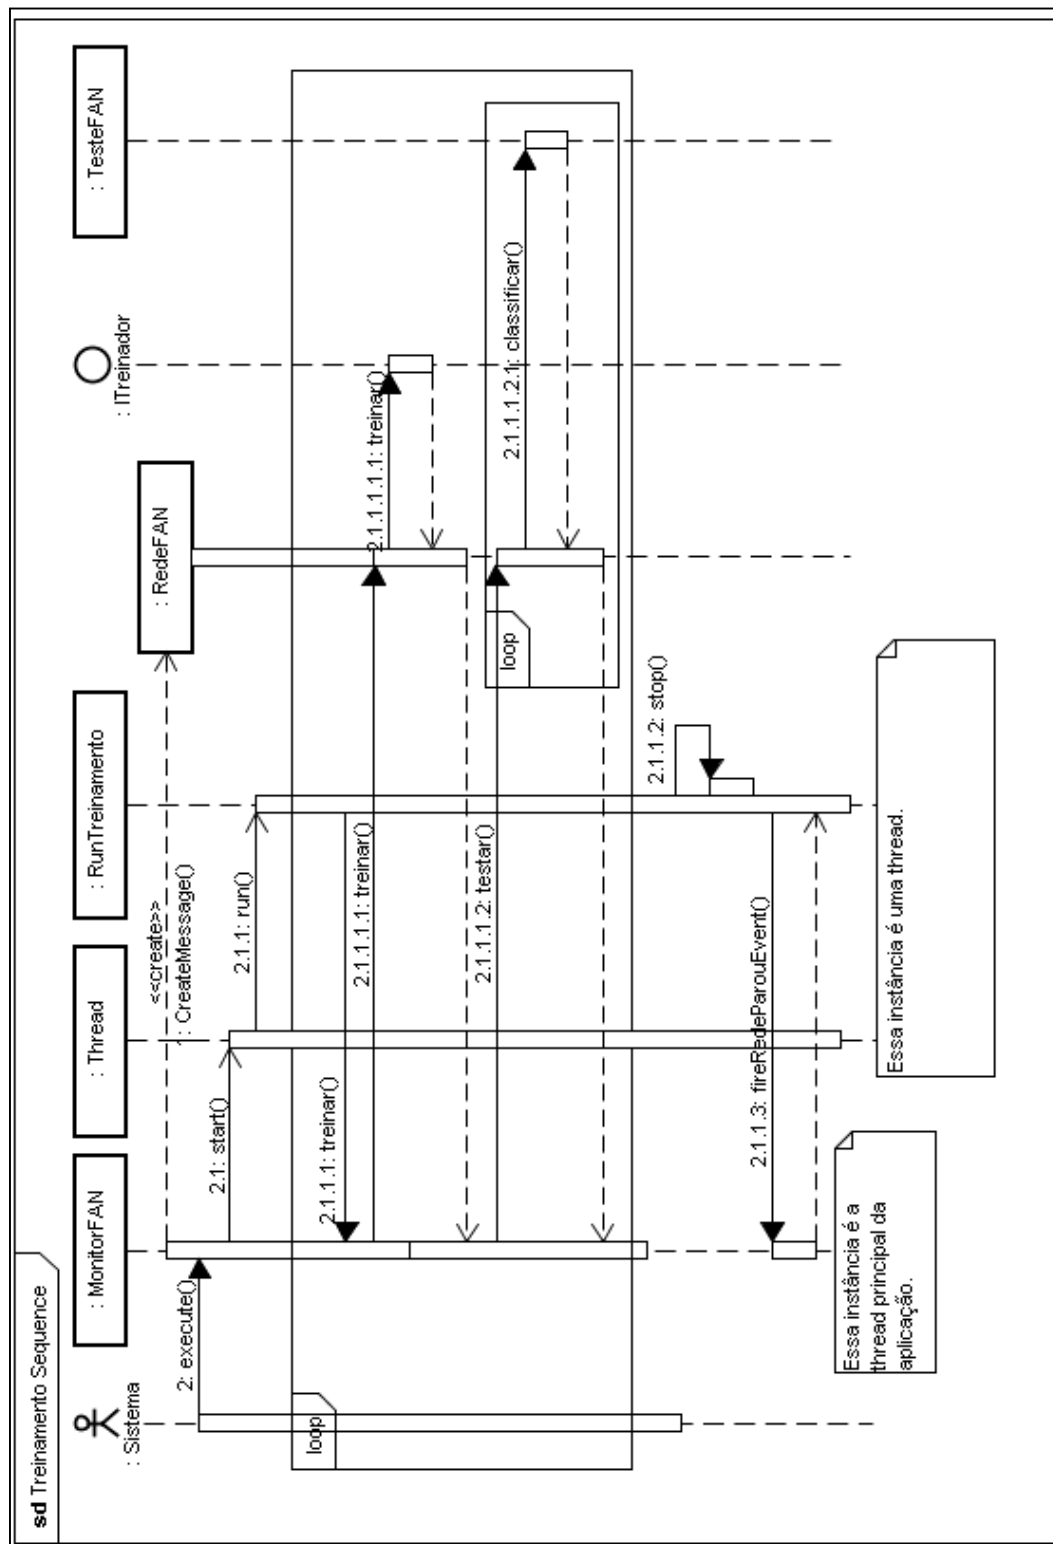 sd Treinamento Sequence
: Sistema
: MonitorFAN
: Thread
: RunTreinamento
: RedeFAN
: ITreinador
: TesteFAN
<<create>>
: CreateMessage()
2: execute()
2.1: start()
2.1.1: run()
loop
2.1.1.1: treinar()
2.1.1.1.1: treinar()
2.1.1.1.1.1: treinar()
2.1.1.1.2: testar()
loop
2.1.1.1.2.1: classificar()
2.1.1.2: stop()
2.1.1.3: fireRedeParouEvent()
Essa instância é a
thread principal da
aplicação.
Essa instância é uma thread.